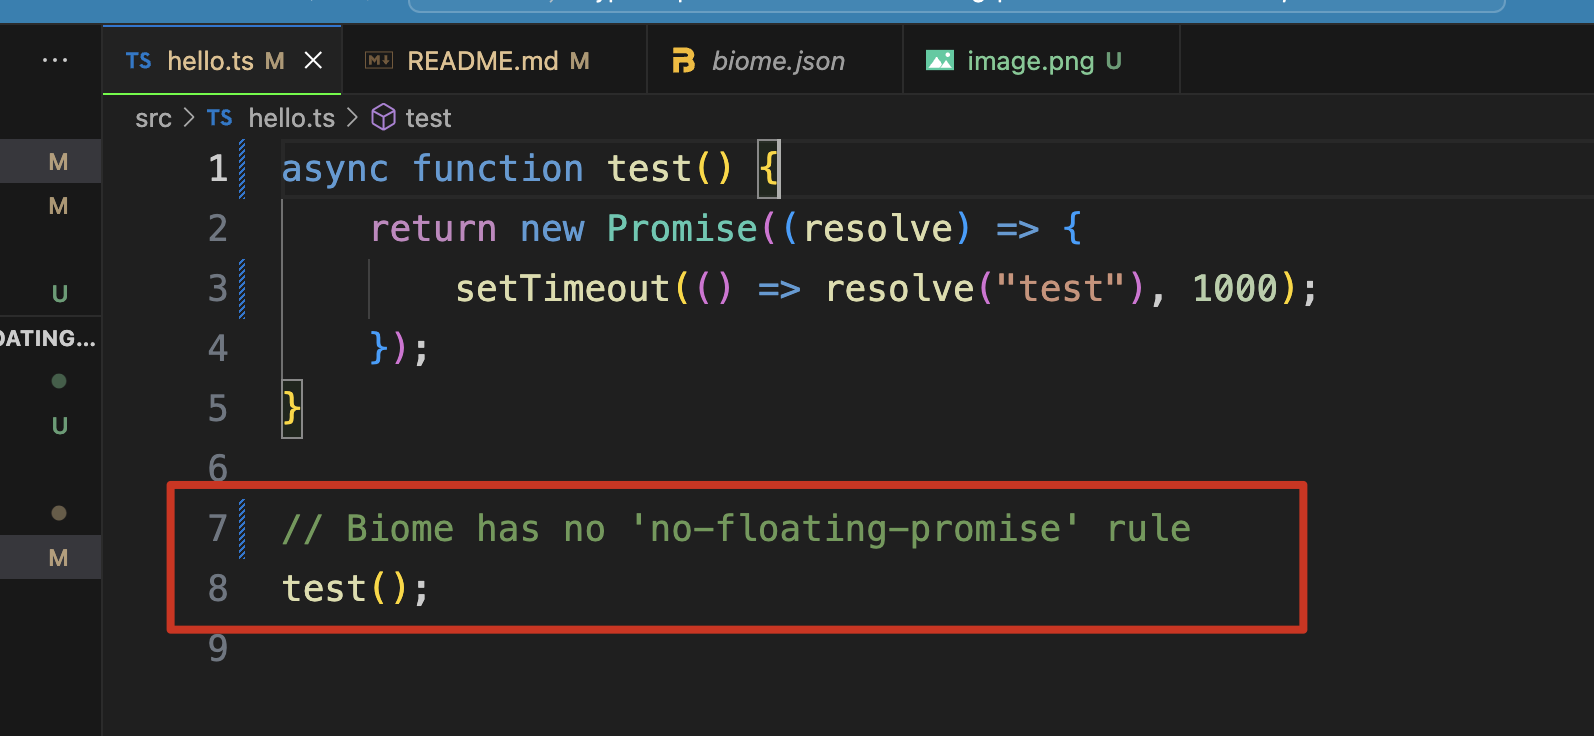 ... TS hello.ts M × README.md M biome.json image.png U
src > TS hello.ts > test
M
M
U
OATING...
U
M
1 async function test() {
2 return new Promise((resolve) => {
3 setTimeout(() => resolve("test"), 1000);
4 });
5 }
6
7 // Biome has no 'no-floating-promise' rule
8 test();
9